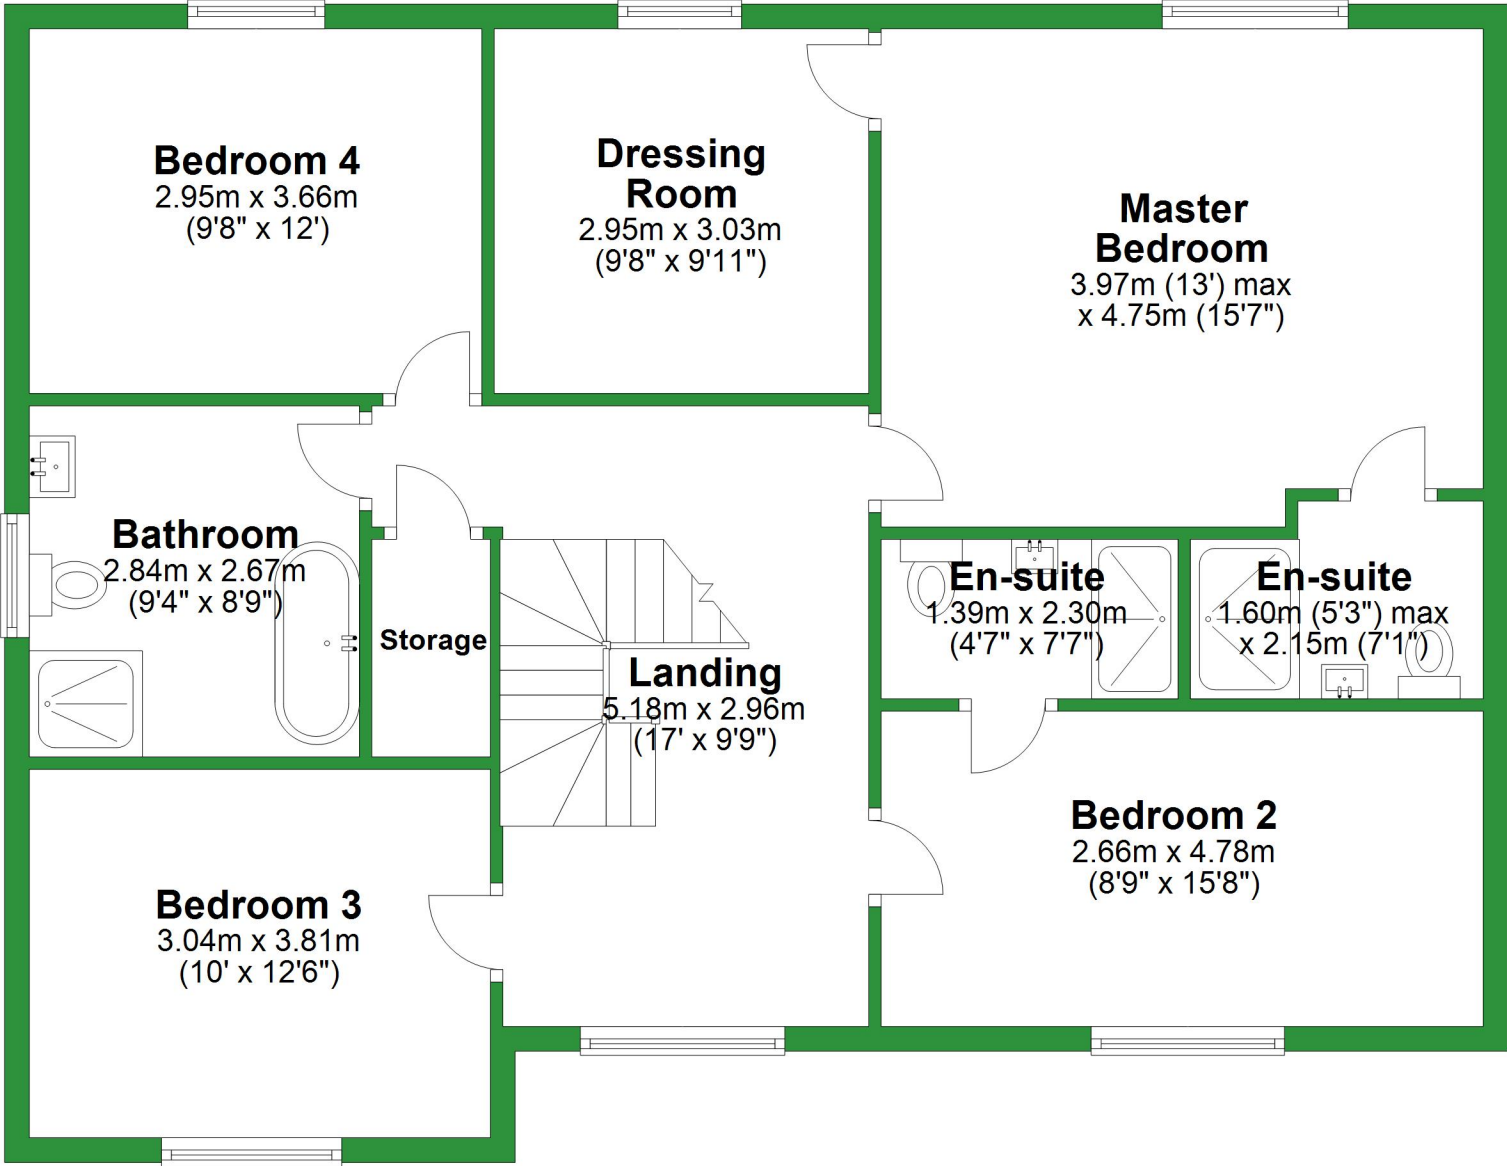 Bedroom 4
2.95m x 3.66m
(9'8" x 12')
Dressing
Room
2.95m x 3.03m
(9'8" x 9'11")
Master
Bedroom
3.97m (13') max
x 4.75m (15'7")
Bathroom
2.84m x 2.67m
(9'4" x 8'9")
Storage
Landing
5.18m x 2.96m
(17' x 9'9")
En-suite
1.39m x 2.30m
(4'7" x 7'7")
En-suite
1.60m (5'3") max
x 2.15m (7'1")
Bedroom 3
3.04m x 3.81m
(10' x 12'6")
Bedroom 2
2.66m x 4.78m
(8'9" x 15'8")